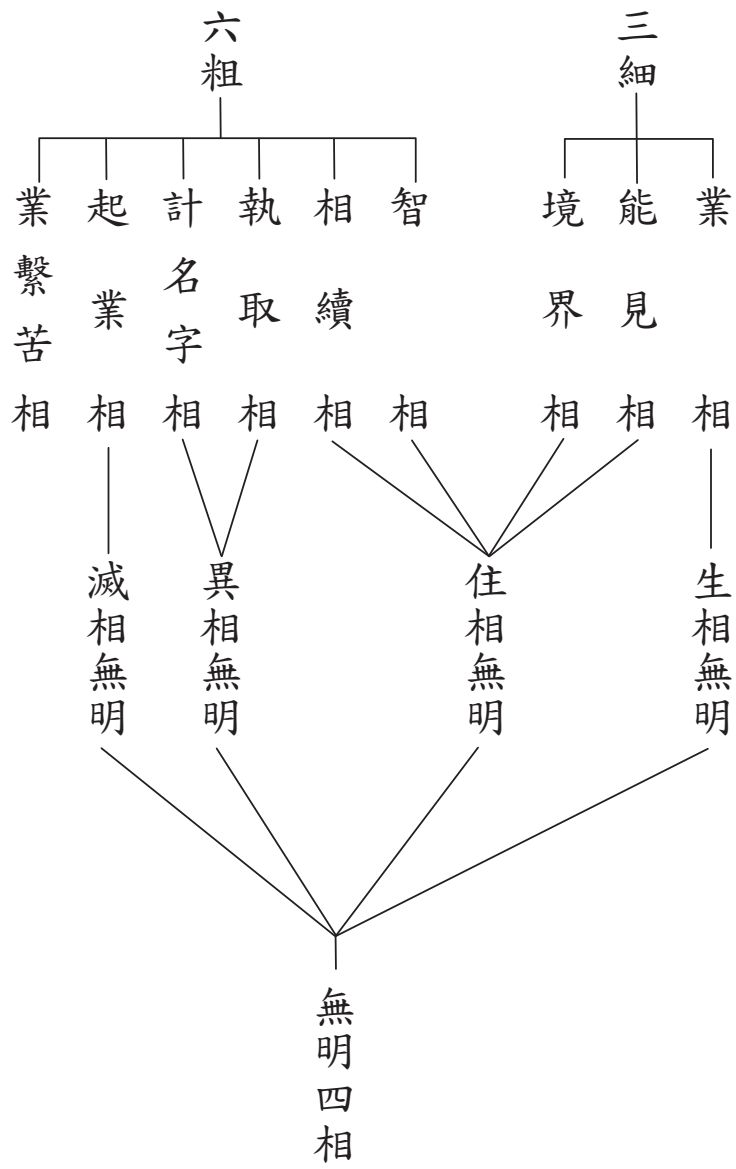 三細
業相
能見相
境界相
六粗
智相
相續相
執取相
計名字相
起業相
業繫苦相
生相無明
住相無明
異相無明
滅相無明
無明四相